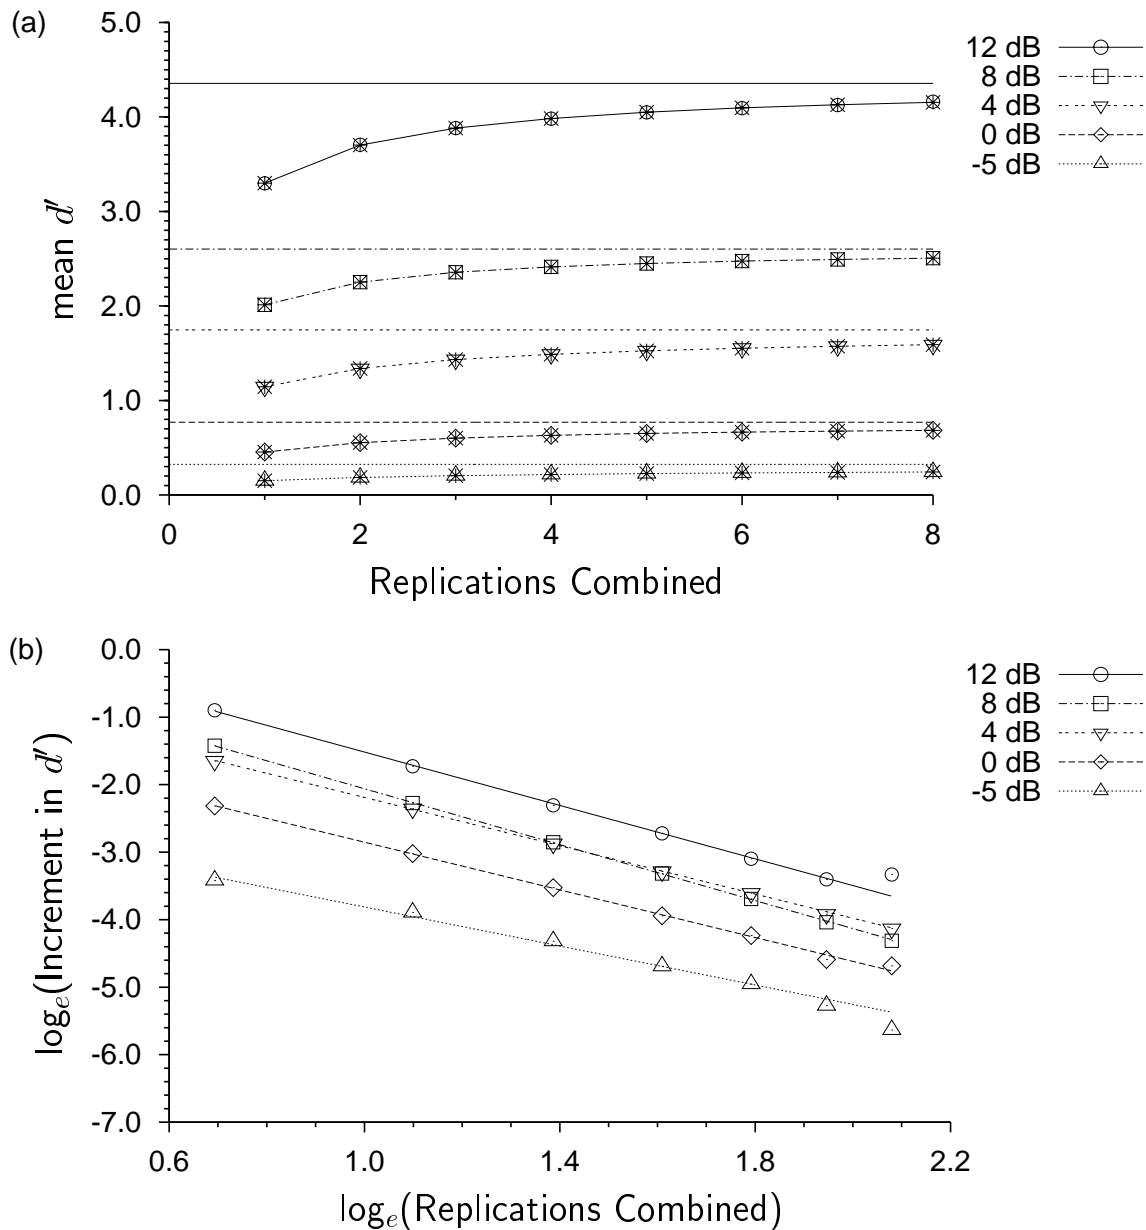 (a)
5.0
4.0
3.0
2.0
1.0
0.0
mean d′
0 2 4 6 8
Replications Combined
12 dB
8 dB
4 dB
0 dB
-5 dB
(b)
0.0
-1.0
-2.0
-3.0
-4.0
-5.0
-6.0
-7.0
logₑ(Increment in d′)
0.6 1.0 1.4 1.8 2.2
logₑ(Replications Combined)
12 dB
8 dB
4 dB
0 dB
-5 dB